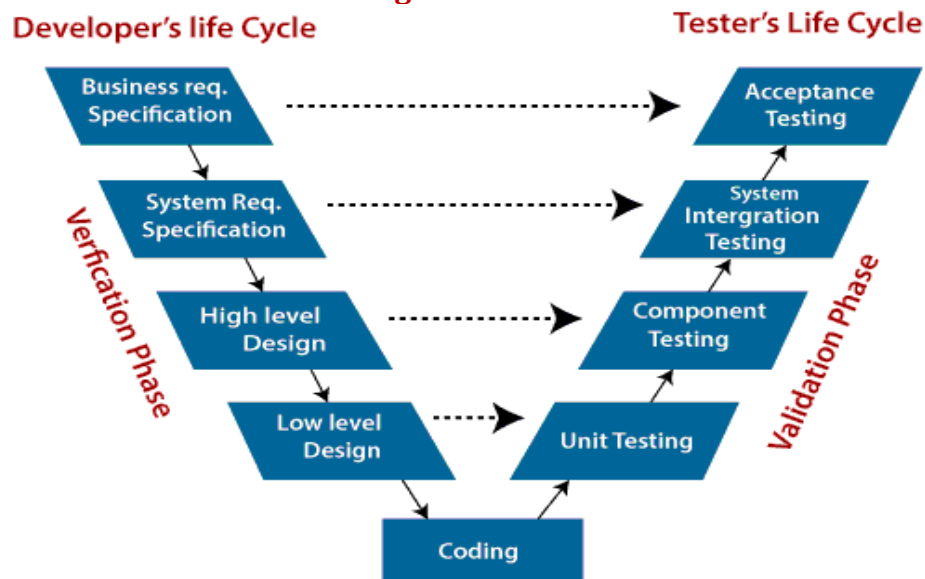 Developer's life Cycle
Tester's Life Cycle
Business req.
Specification
Acceptance
Testing
System Req.
Specification
System
Intergration
Testing
High level
Design
Component
Testing
Low level
Design
Unit Testing
Coding
Verfication Phase
Validation Phase